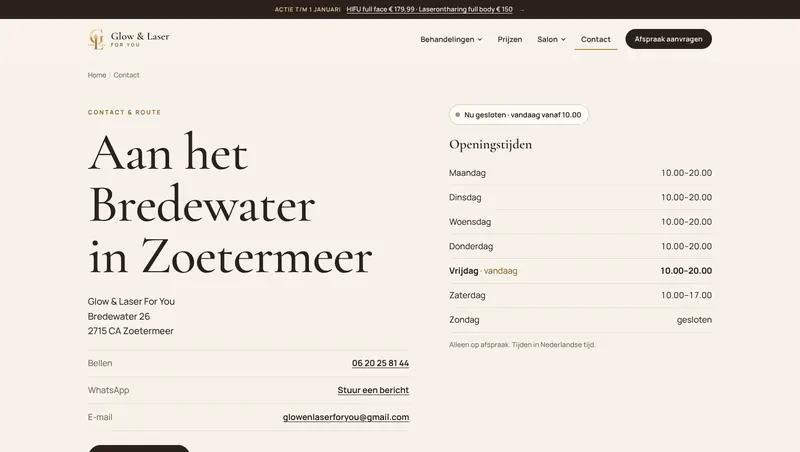 ACTIE T/M 1 JANUARI HIFU full face € 179,99 · Laserontharing full body € 150 →
Glow & Laser
FOR YOU
Behandelingen Prijzen Salon Contact Afspraak aanvragen
Home / Contact
CONTACT & ROUTE
Aan het
Bredewater
in Zoetermeer
Glow & Laser For You
Bredewater 26
2715 CA Zoetermeer
Bellen 06 20 25 81 44
WhatsApp Stuur een bericht
E-mail glowenlaserforyou@gmail.com
Nu gesloten · vandaag vanaf 10.00
Openingstijden
Maandag 10.00–20.00
Dinsdag 10.00–20.00
Woensdag 10.00–20.00
Donderdag 10.00–20.00
Vrijdag · vandaag 10.00–20.00
Zaterdag 10.00–17.00
Zondag gesloten
Alleen op afspraak. Tijden in Nederlandse tijd.